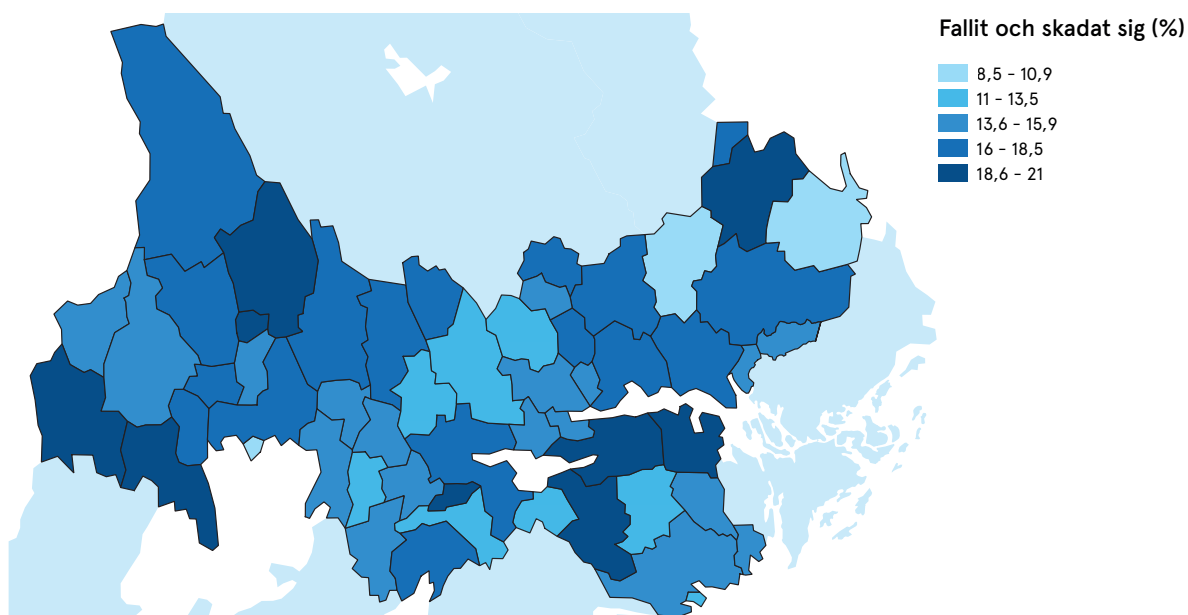 Fallit och skadat sig (%)
8,5 – 10,9
11 – 13,5
13,6 – 15,9
16 – 18,5
18,6 – 21